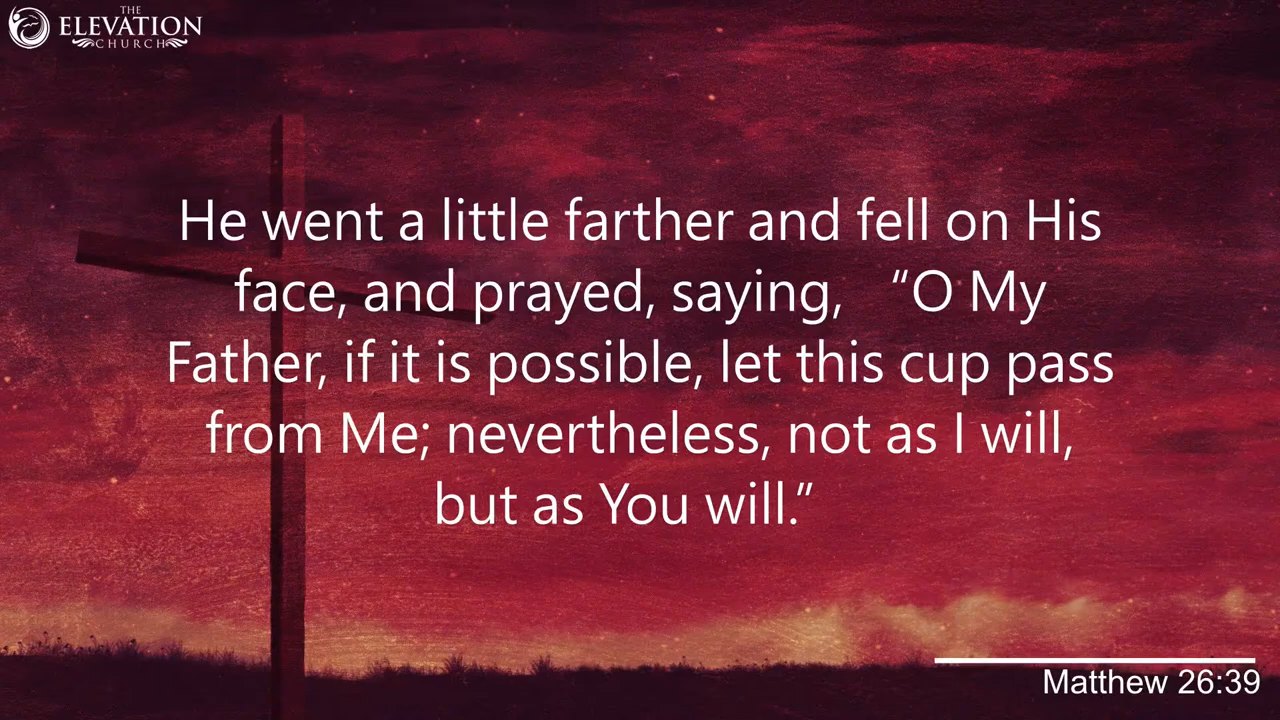 THE
ELEVATION
CHURCH
He went a little farther and fell on His
face, and prayed, saying, “O My
Father, if it is possible, let this cup pass
from Me; nevertheless, not as I will,
but as You will.”
Matthew 26:39